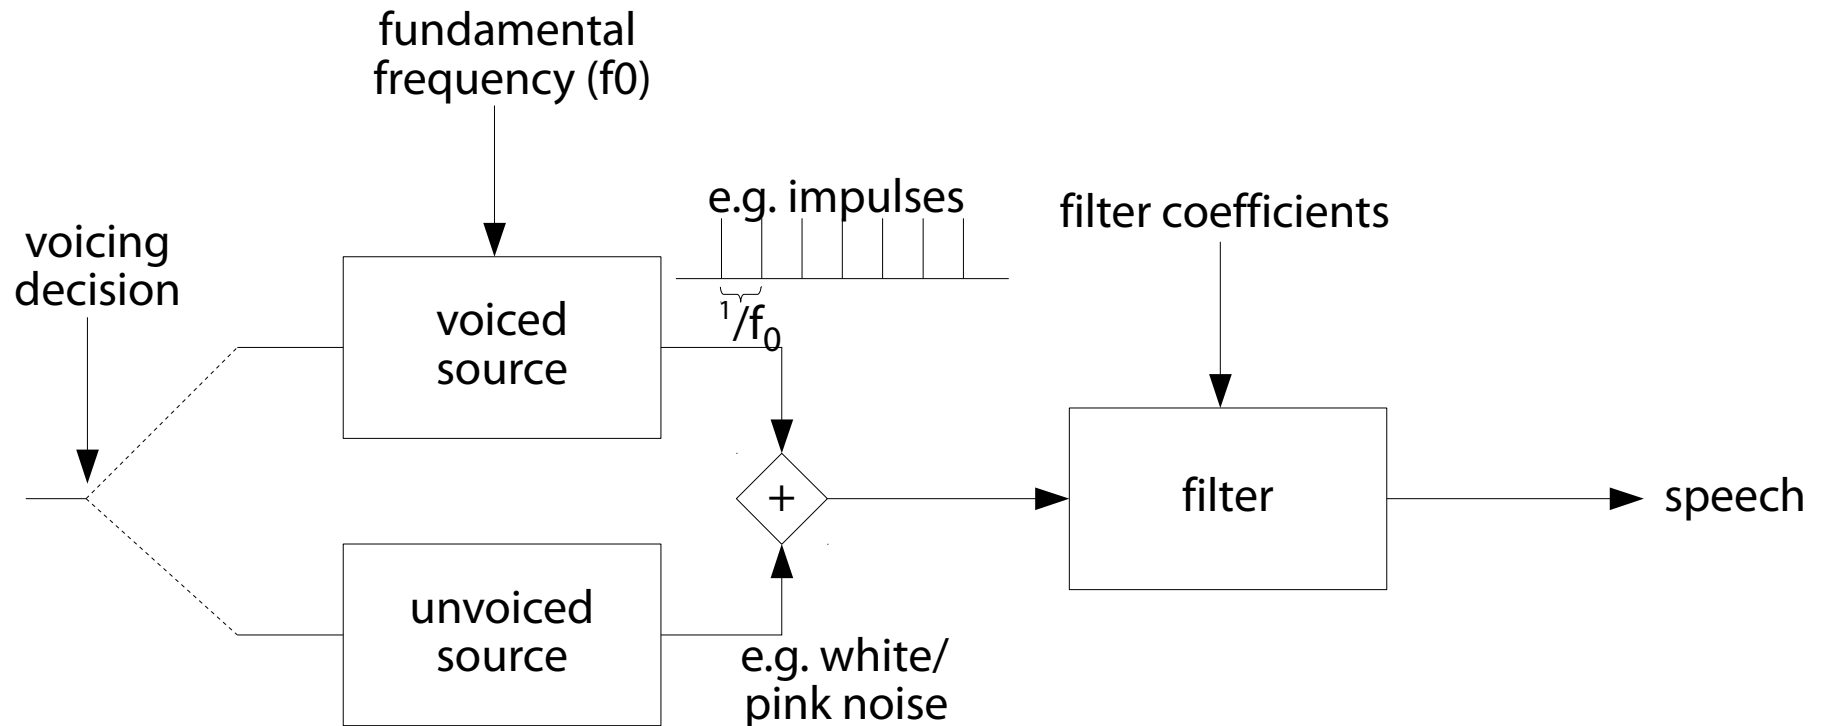 fundamental
frequency (f0)
e.g. impulses
filter coefficients
voicing
decision
voiced
source
1/f0
+
filter
speech
unvoiced
source
e.g. white/
pink noise